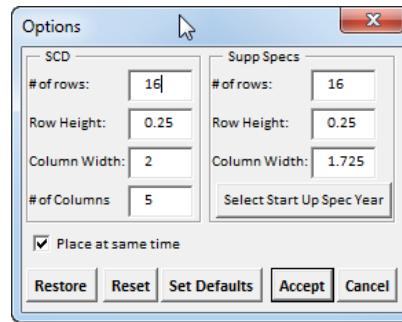 Options
SCD
# of rows: 16
Row Height: 0.25
Column Width: 2
# of Columns 5
Supp Specs
# of rows: 16
Row Height: 0.25
Column Width: 1.725
Select Start Up Spec Year
Place at same time
Restore Reset Set Defaults Accept Cancel